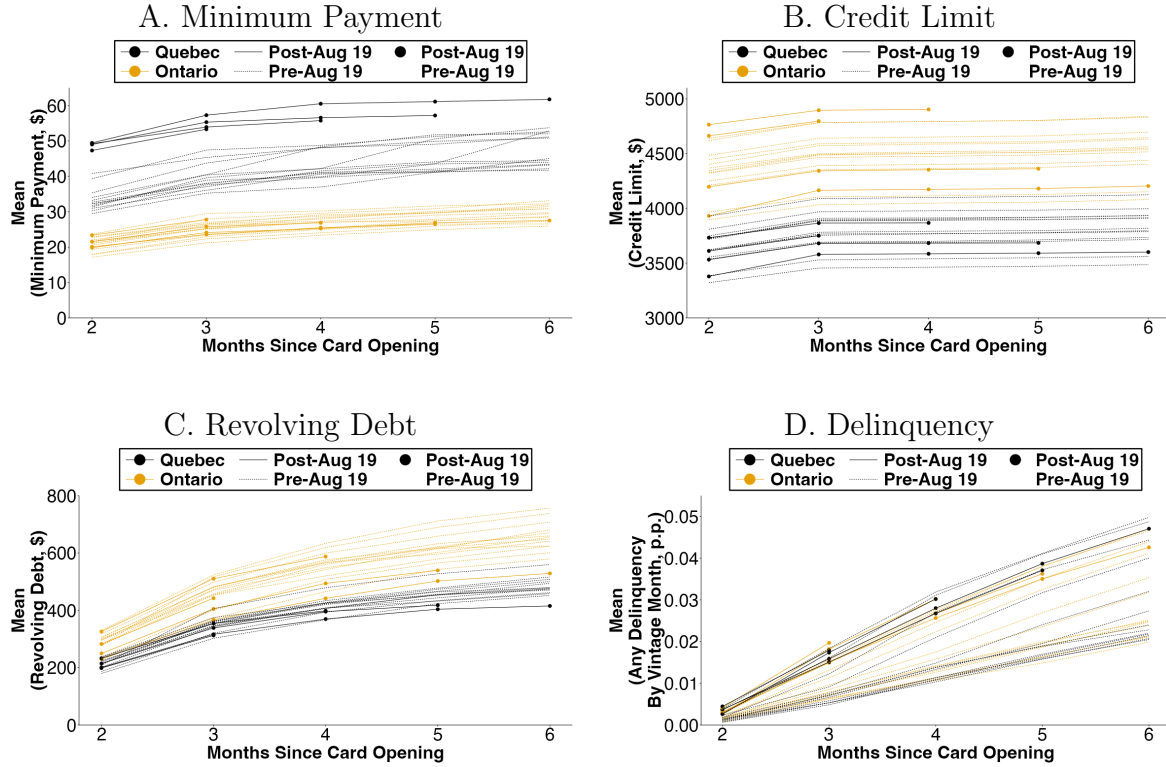 A. Minimum Payment
Quebec Post-Aug 19 Post-Aug 19
Ontario Pre-Aug 19 Pre-Aug 19
Mean
(Minimum Payment, $)
60
50
40
30
20
10
0
2 3 4 5 6
Months Since Card Opening
B. Credit Limit
Quebec Post-Aug 19 Post-Aug 19
Ontario Pre-Aug 19 Pre-Aug 19
Mean
(Credit Limit, $)
5000
4500
4000
3500
3000
2 3 4 5 6
Months Since Card Opening
C. Revolving Debt
Quebec Post-Aug 19 Post-Aug 19
Ontario Pre-Aug 19 Pre-Aug 19
Mean
(Revolving Debt, $)
800
600
400
200
0
2 3 4 5 6
Months Since Card Opening
D. Delinquency
Quebec Post-Aug 19 Post-Aug 19
Ontario Pre-Aug 19 Pre-Aug 19
Mean
(Any Delinquency
By Vintage Month, p.p.)
0.05
0.04
0.03
0.02
0.01
0.00
2 3 4 5 6
Months Since Card Opening